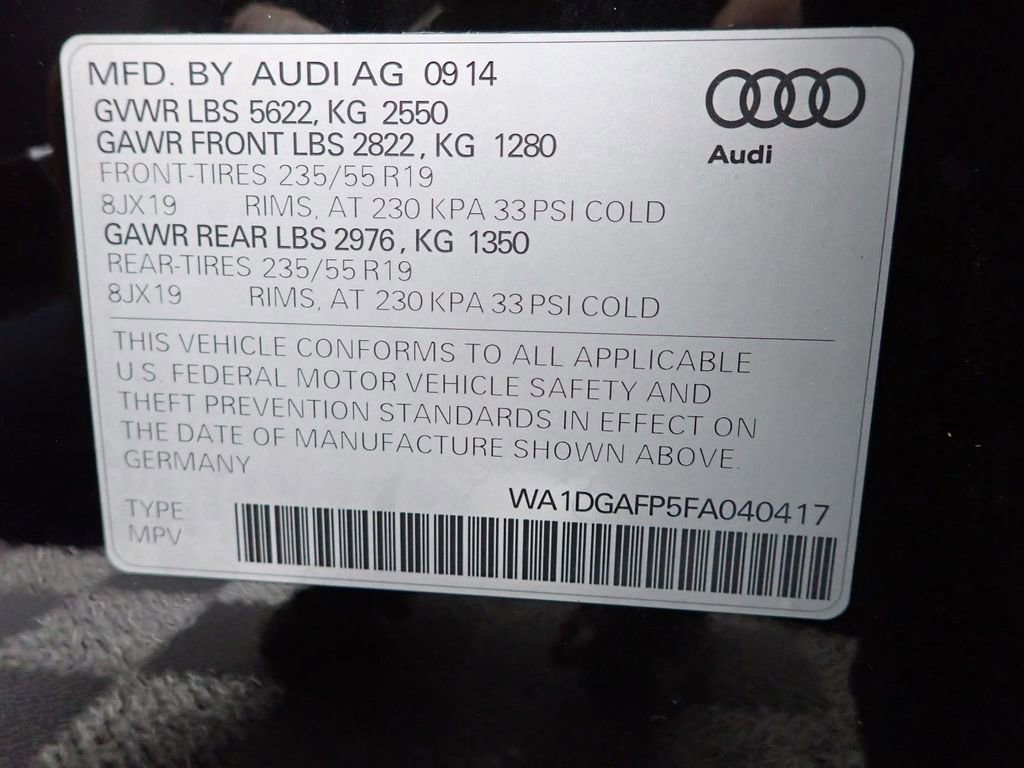 MFD. BY AUDI AG 09 14
GVWR LBS 5622, KG 2550
GAWR FRONT LBS 2822, KG 1280
FRONT-TIRES 235/55 R19
8JX19 RIMS, AT 230 KPA 33 PSI COLD
GAWR REAR LBS 2976, KG 1350
REAR-TIRES 235/55 R19
8JX19 RIMS, AT 230 KPA 33 PSI COLD
Audi
THIS VEHICLE CONFORMS TO ALL APPLICABLE
U.S. FEDERAL MOTOR VEHICLE SAFETY AND
THEFT PREVENTION STANDARDS IN EFFECT ON
THE DATE OF MANUFACTURE SHOWN ABOVE.
GERMANY
WA1DGAFP5FA040417
TYPE
MPV